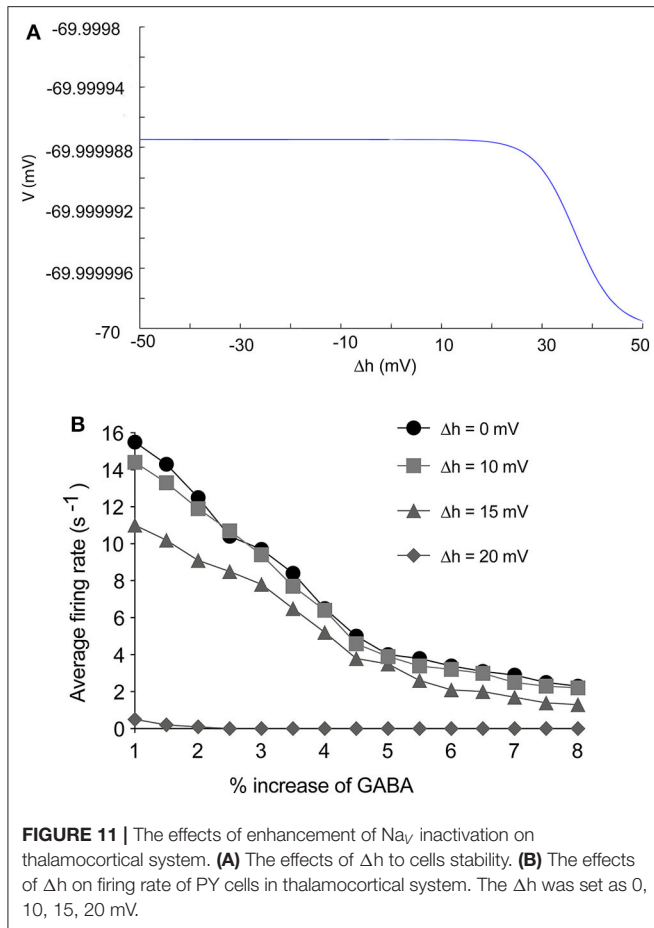 A
-69.9998
-69.99994
-69.999988
-69.999992
-69.999996
-70
V (mV)
-50
-30
-10
10
30
50
Δh (mV)
B
16
14
12
10
8
6
4
2
0
Average firing rate (s⁻¹)
Δh = 0 mV
Δh = 10 mV
Δh = 15 mV
Δh = 20 mV
1
2
3
4
5
6
7
8
% increase of GABA
FIGURE 11 | The effects of enhancement of NaV inactivation on
thalamocortical system. (A) The effects of Δh to cells stability. (B) The effects
of Δh on firing rate of PY cells in thalamocortical system. The Δh was set as 0,
10, 15, 20 mV.